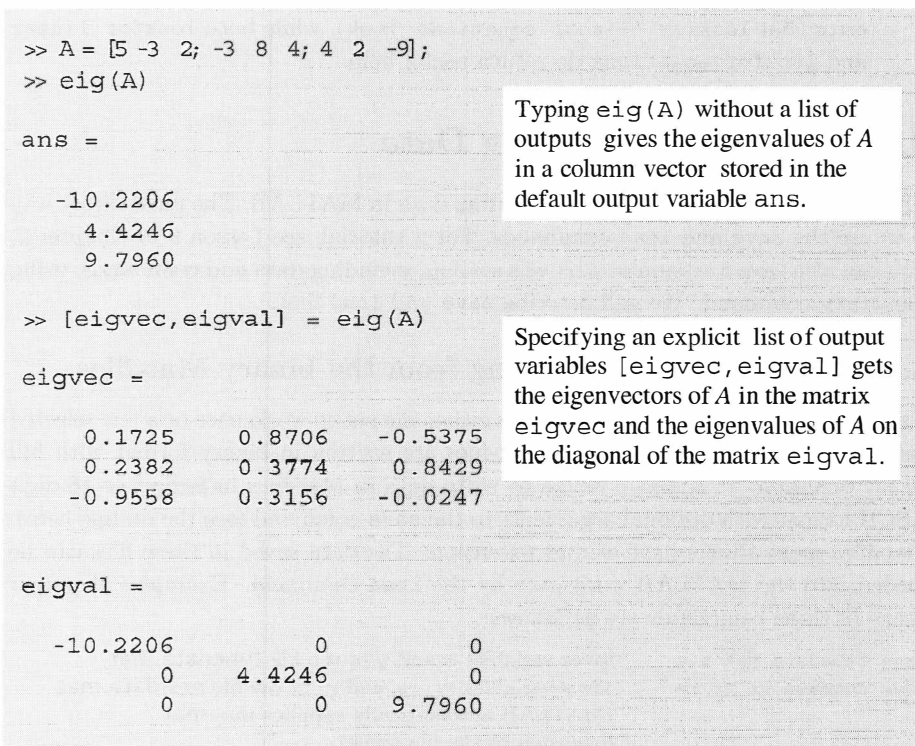 >> A = [5 -3 2; -3 8 4; 4 2 -9];
>> eig(A)
ans =
-10.2206
4.4246
9.7960
Typing eig(A) without a list of
outputs gives the eigenvalues of A
in a column vector stored in the
default output variable ans.
>> [eigvec,eigval] = eig(A)
eigvec =
0.1725 0.8706 -0.5375
0.2382 0.3774 0.8429
-0.9558 0.3156 -0.0247
Specifying an explicit list of output
variables [eigvec,eigval] gets
the eigenvectors of A in the matrix
eigvec and the eigenvalues of A on
the diagonal of the matrix eigval.
eigval =
-10.2206 0 0
0 4.4246 0
0 0 9.7960